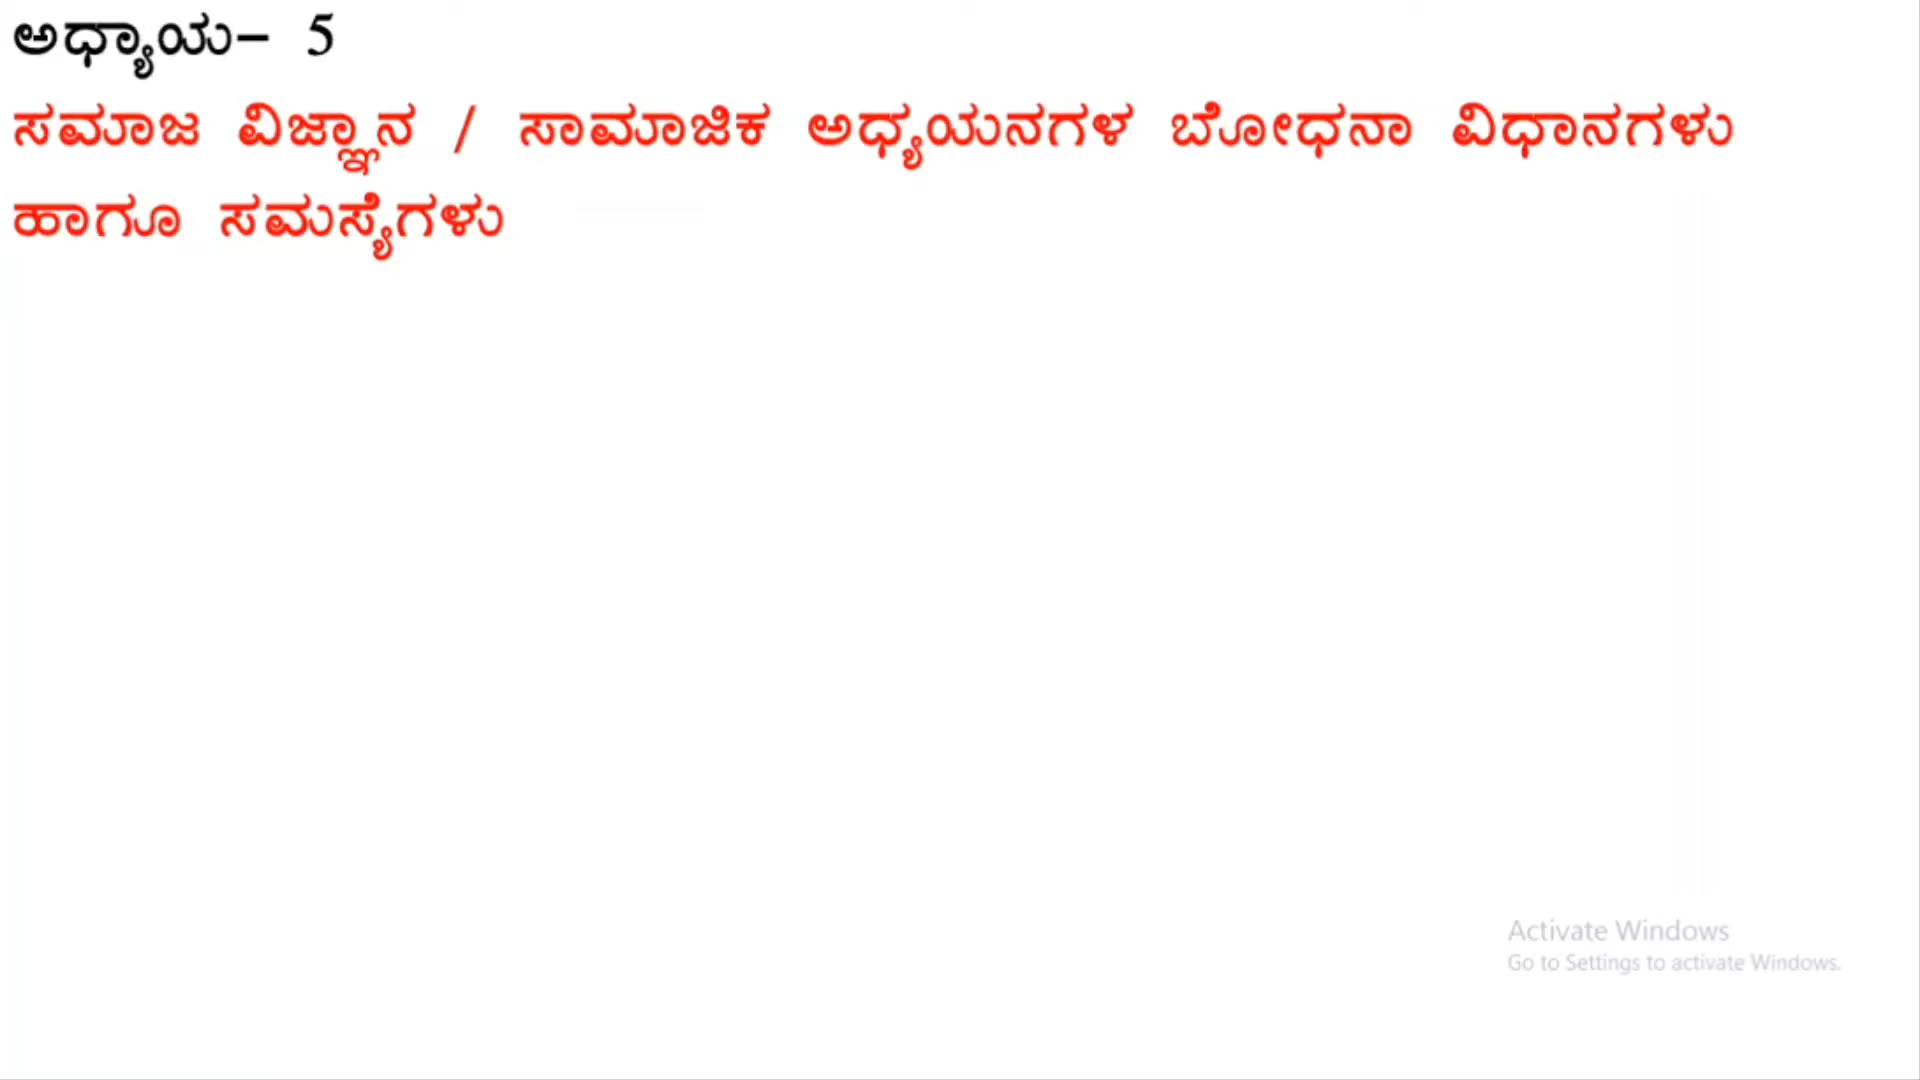 ಅಧ್ಯಾಯ- 5
ಸಮಾಜ ವಿಜ್ಞಾನ / ಸಾಮಾಜಿಕ ಅಧ್ಯಯನಗಳ ಬೋಧನಾ ವಿಧಾನಗಳು
ಹಾಗೂ ಸಮಸ್ಯೆಗಳು
Activate Windows
Go to Settings to activate Windows.